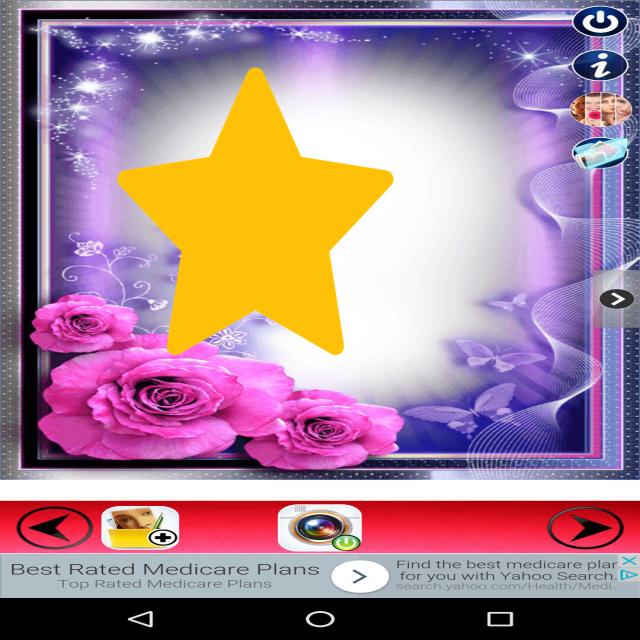 Best Rated Medicare Plans
Top Rated Medicare Plans
Find the best medicare plan
for you with Yahoo Search.
search.yahoo.com/Health/Medi...